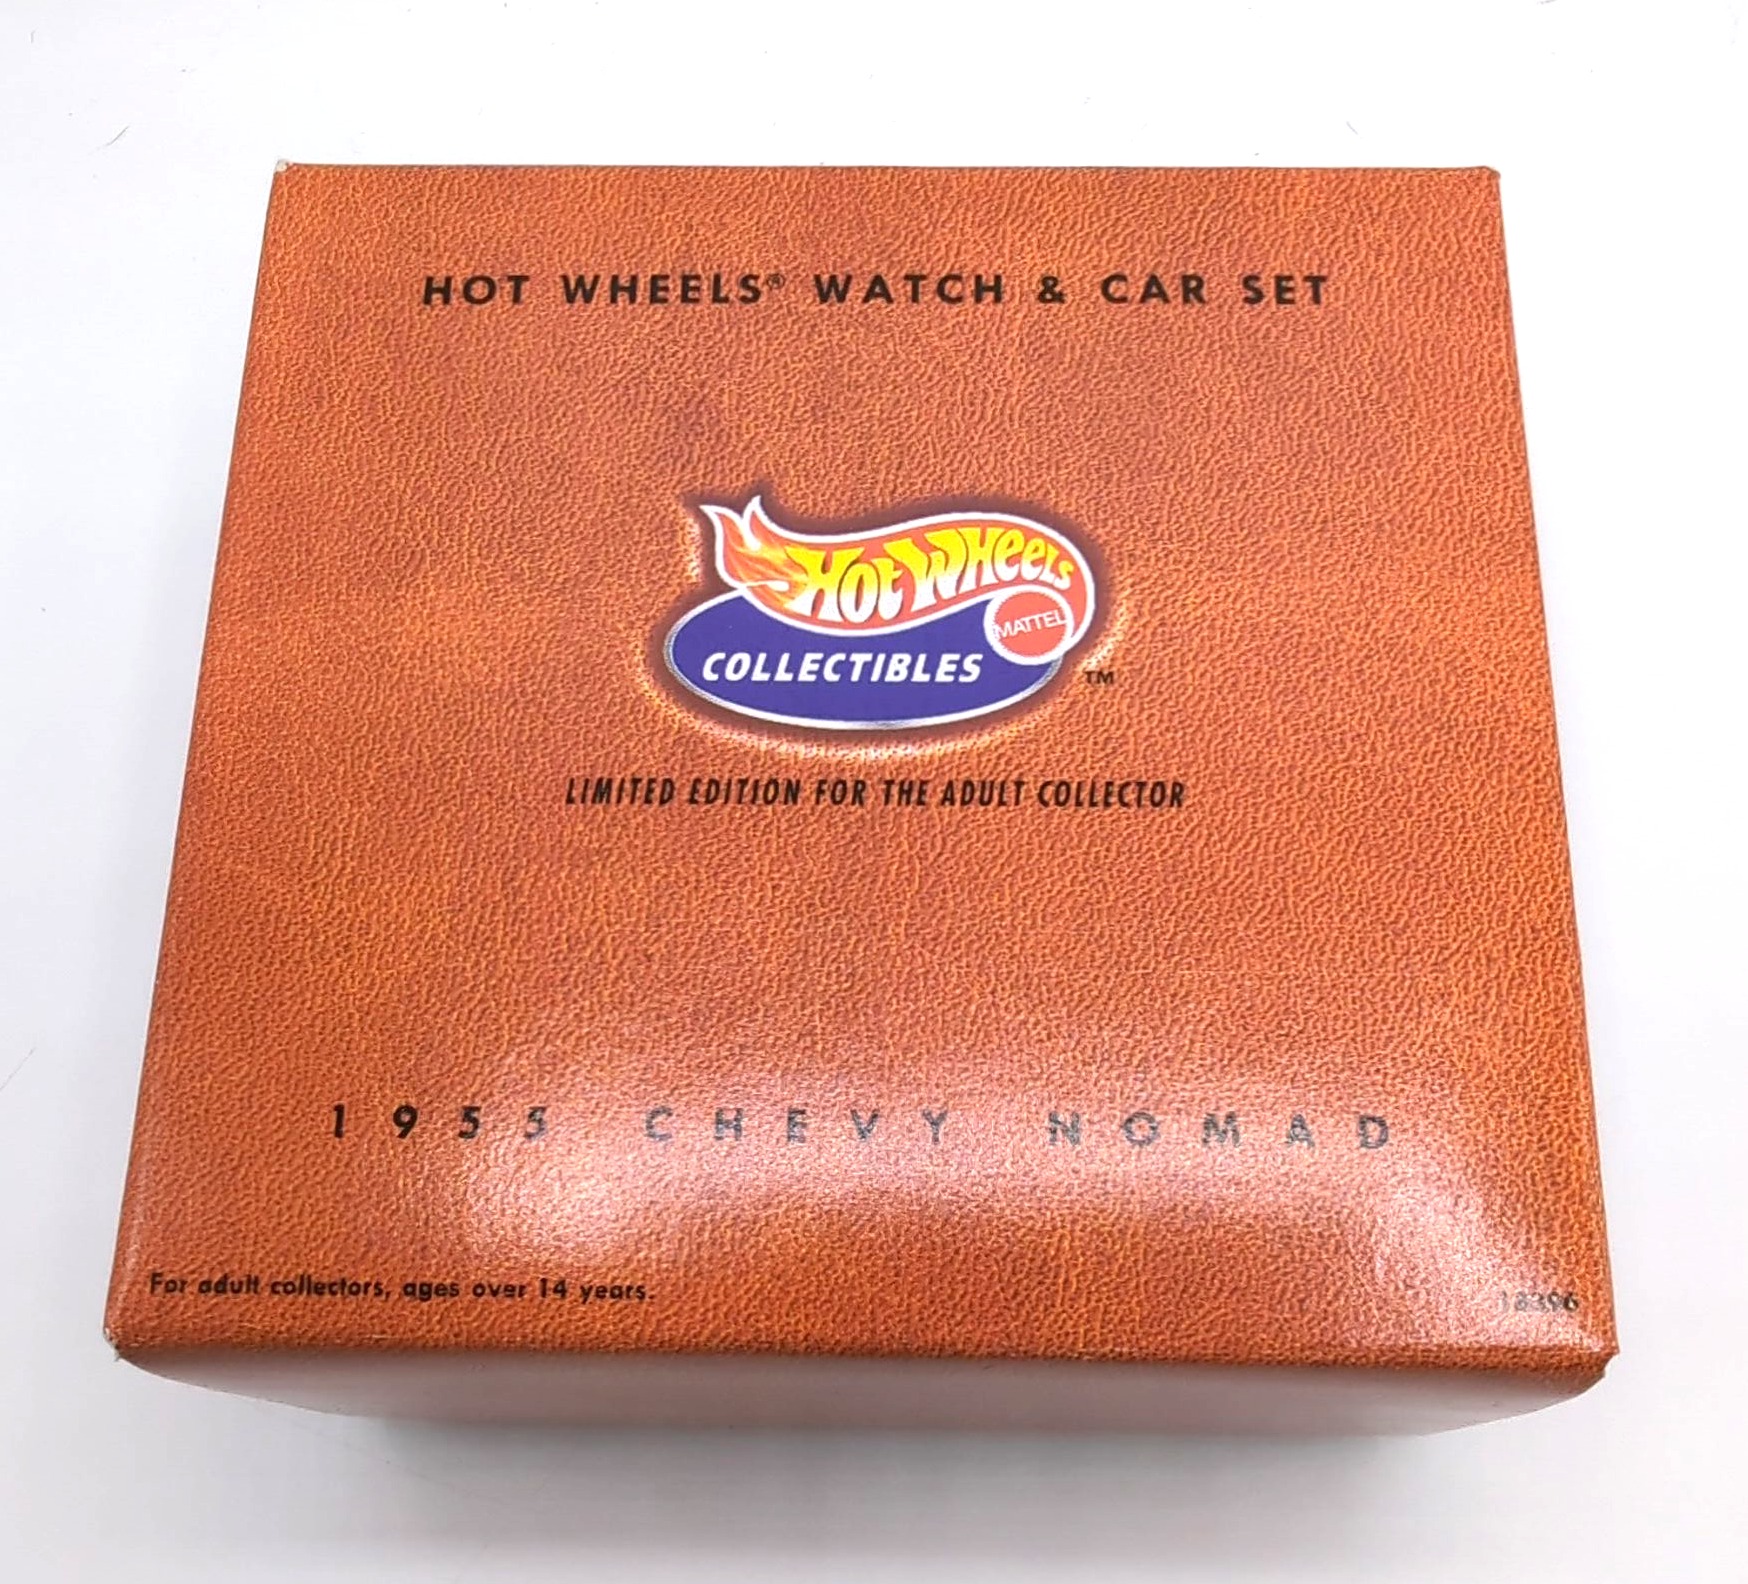 HOT WHEELS® WATCH & CAR SET
Hot Wheels
MATTEL
COLLECTIBLES
TM
LIMITED EDITION FOR THE ADULT COLLECTOR
1955 CHEVY NOMAD
For adult collectors, ages over 14 years.
18396